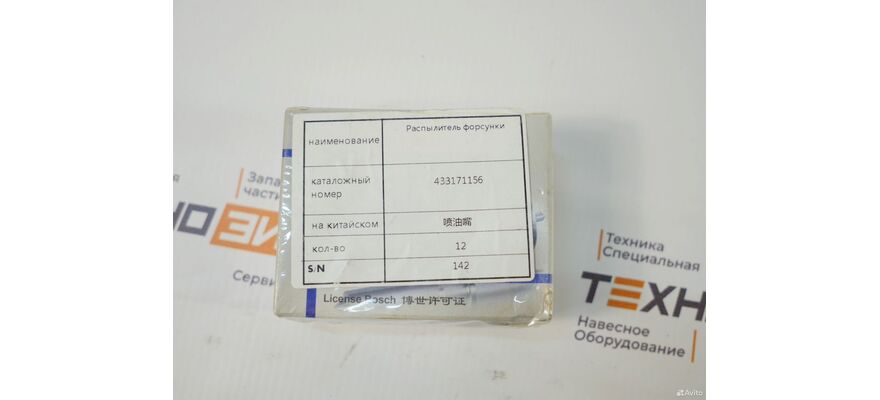 наименование
Распылитель форсунки
каталожный номер
433171156
на китайском
喷油嘴
кол-во
12
S/N
142
License Bosch 博世许可证
Запа
части
Серви
Техника
Специальная
ТЕХН
Навесное
Оборудование
Avito